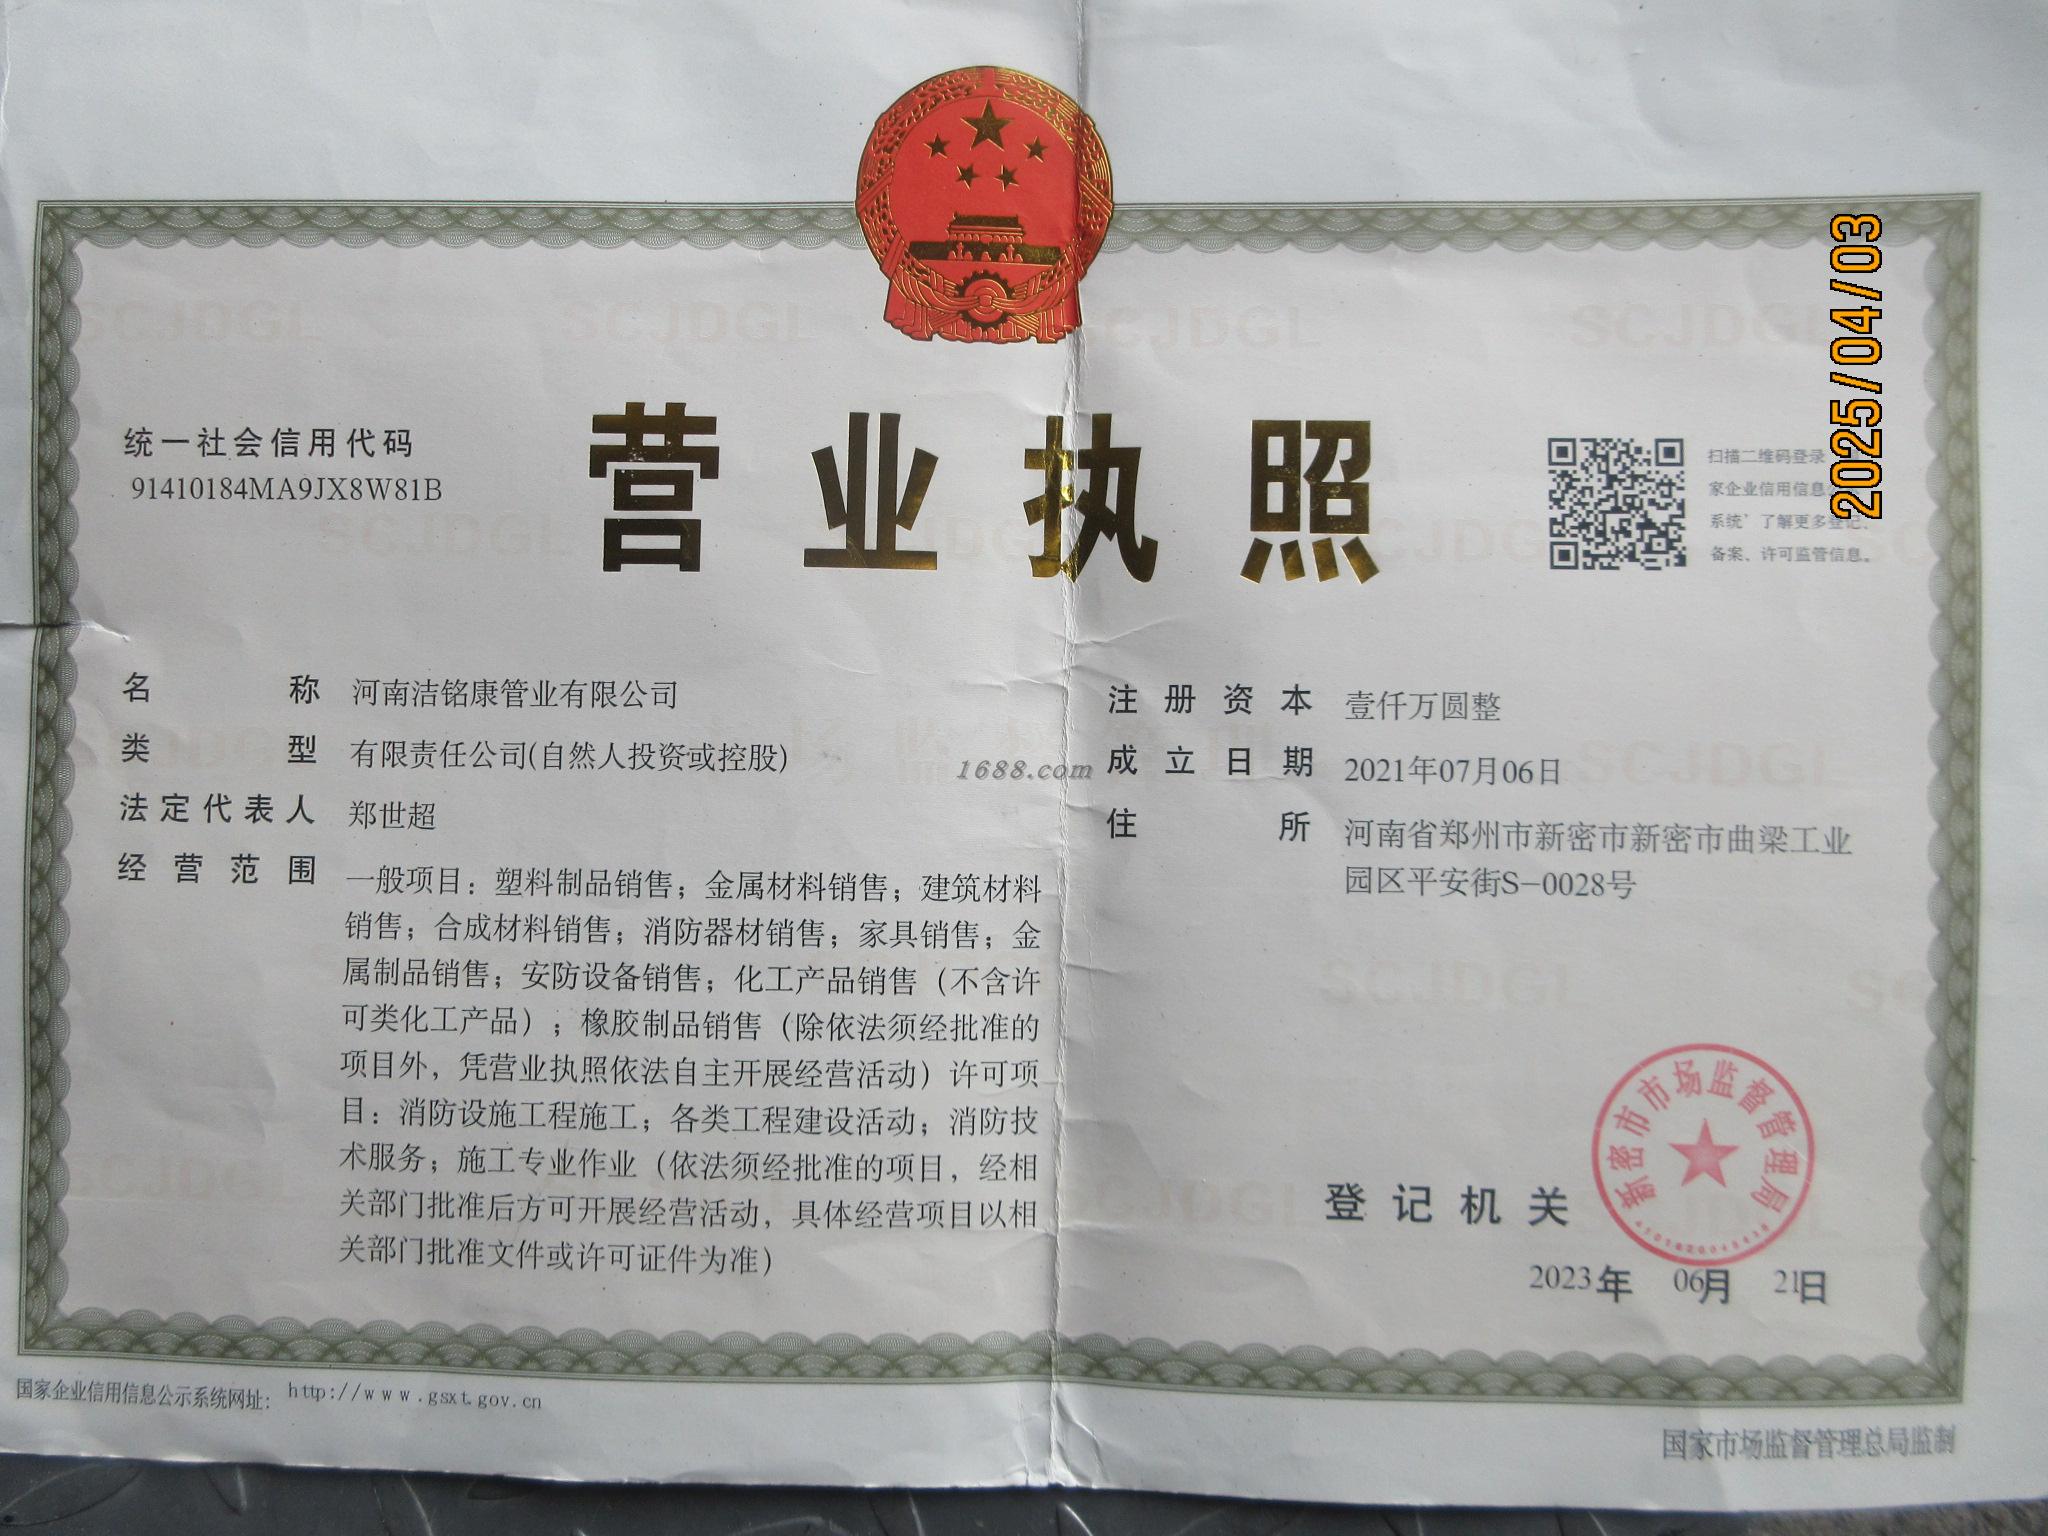 2025/04/03
营业执照
统一社会信用代码
91410184MA9JX8W81B
扫描二维码登录
家企业信用信息
系统’了解更多登记、
备案、许可监管信息。
名称 河南洁铭康管业有限公司
类型 有限责任公司(自然人投资或控股)
法定代表人 郑世超
经营范围 一般项目：塑料制品销售；金属材料销售；建筑材料
销售；合成材料销售；消防器材销售；家具销售；金
属制品销售；安防设备销售；化工产品销售（不含许
可类化工产品）；橡胶制品销售（除依法须经批准的
项目外，凭营业执照依法自主开展经营活动）许可项
目：消防设施工程施工；各类工程建设活动；消防技
术服务；施工专业作业（依法须经批准的项目，经相
关部门批准后方可开展经营活动，具体经营项目以相
关部门批准文件或许可证件为准）
1688.com
注册资本 壹仟万圆整
成立日期 2021年07月06日
住所 河南省郑州市新密市新密市曲梁工业
园区平安街S-0028号
新密市市场监督管理局
登记机关
2023年 06月 21日
国家企业信用信息公示系统网址： http://www.gsxt.gov.cn
国家市场监督管理总局监制
SCJDGL